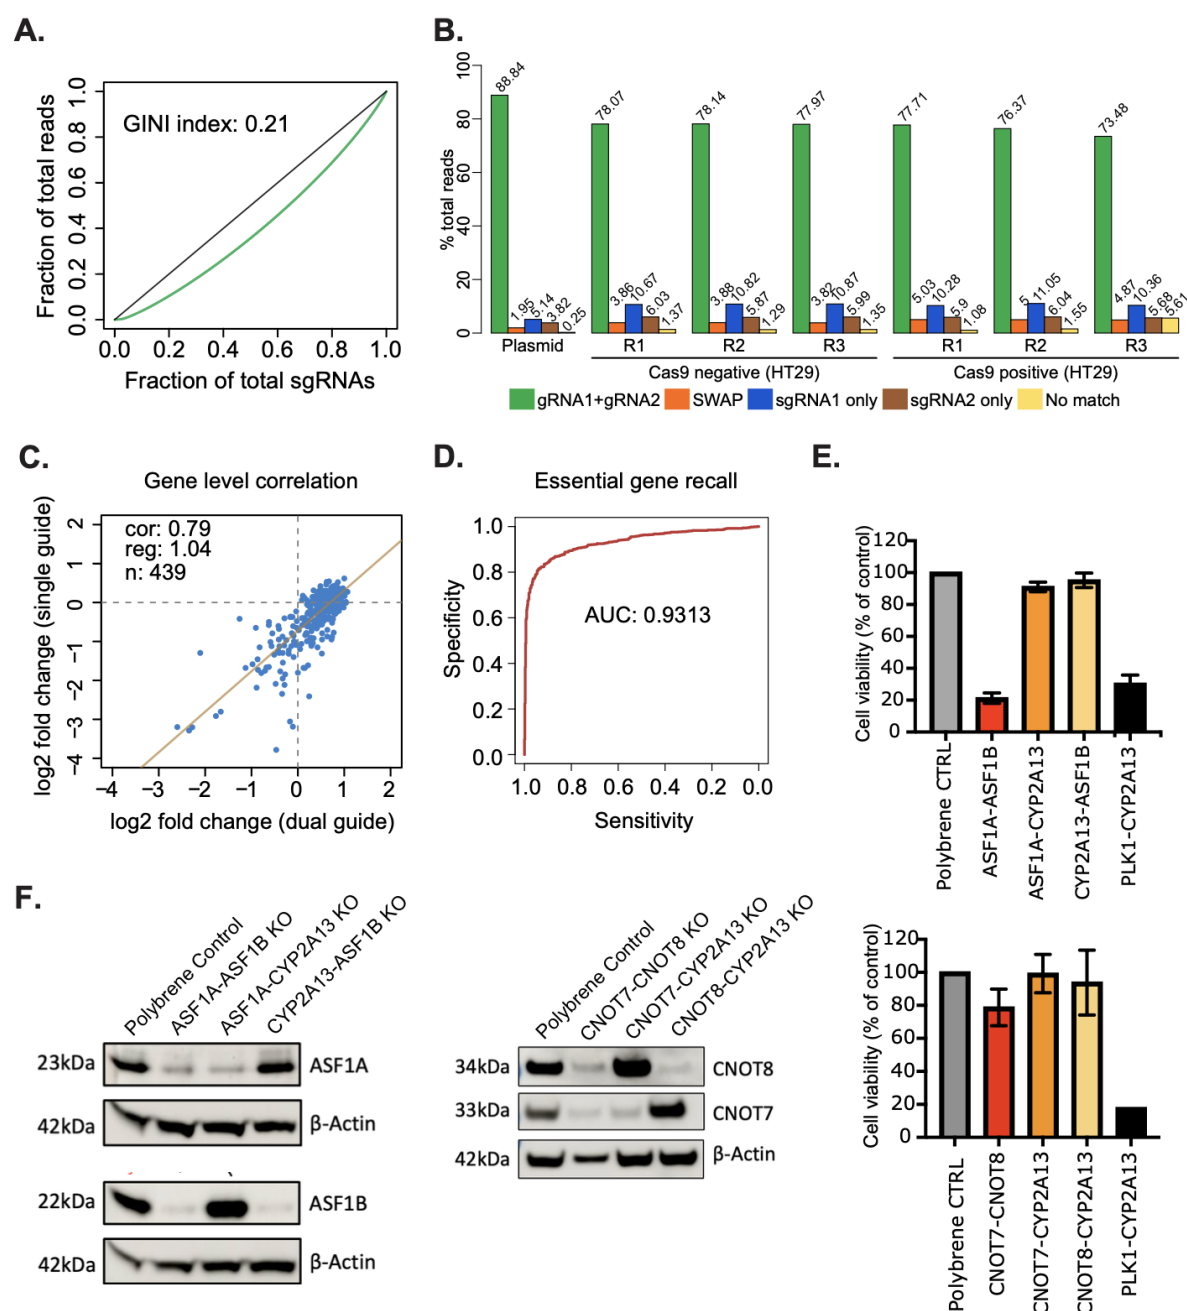 A.
GINI index: 0.21
Fraction of total reads
0.0 0.2 0.4 0.6 0.8 1.0
0.0 0.2 0.4 0.6 0.8 1.0
Fraction of total sgRNAs
B.
% total reads
0 20 40 60 80 100
88.84 1.95 5.14 3.82 0.25
78.07 3.86 10.67 6.03 1.37
78.14 3.88 10.82 5.87 1.29
77.97 3.82 10.87 5.99 1.35
77.71 5.03 10.28 5.9 1.08
76.37 5 11.05 6.04 1.55
73.48 4.87 10.36 5.68 5.61
Plasmid R1 R2 R3 R1 R2 R3
Cas9 negative (HT29) Cas9 positive (HT29)
gRNA1+gRNA2 SWAP sgRNA1 only sgRNA2 only No match
C.
Gene level correlation
cor: 0.79
reg: 1.04
n: 439
log2 fold change (single guide)
2 1 0 −1 −2 −3 −4
−4 −3 −2 −1 0 1 2
log2 fold change (dual guide)
D.
Essential gene recall
AUC: 0.9313
Specificity
1.0 0.8 0.6 0.4 0.2 0.0
1.0 0.8 0.6 0.4 0.2 0.0
Sensitivity
E.
Cell viability (% of control)
120 100 80 60 40 20 0
Polybrene CTRL
ASF1A-ASF1B
ASF1A-CYP2A13
CYP2A13-ASF1B
PLK1-CYP2A13
Cell viability (% of control)
120 100 80 60 40 20 0
Polybrene CTRL
CNOT7-CNOT8
CNOT7-CYP2A13
CNOT8-CYP2A13
PLK1-CYP2A13
F.
Polybrene Control
ASF1A-ASF1B KO
ASF1A-CYP2A13 KO
CYP2A13-ASF1B KO
23kDa ASF1A
42kDa β-Actin
22kDa ASF1B
42kDa β-Actin
Polybrene Control
CNOT7-CNOT8 KO
CNOT7-CYP2A13 KO
CNOT8-CYP2A13 KO
34kDa CNOT8
33kDa CNOT7
42kDa β-Actin